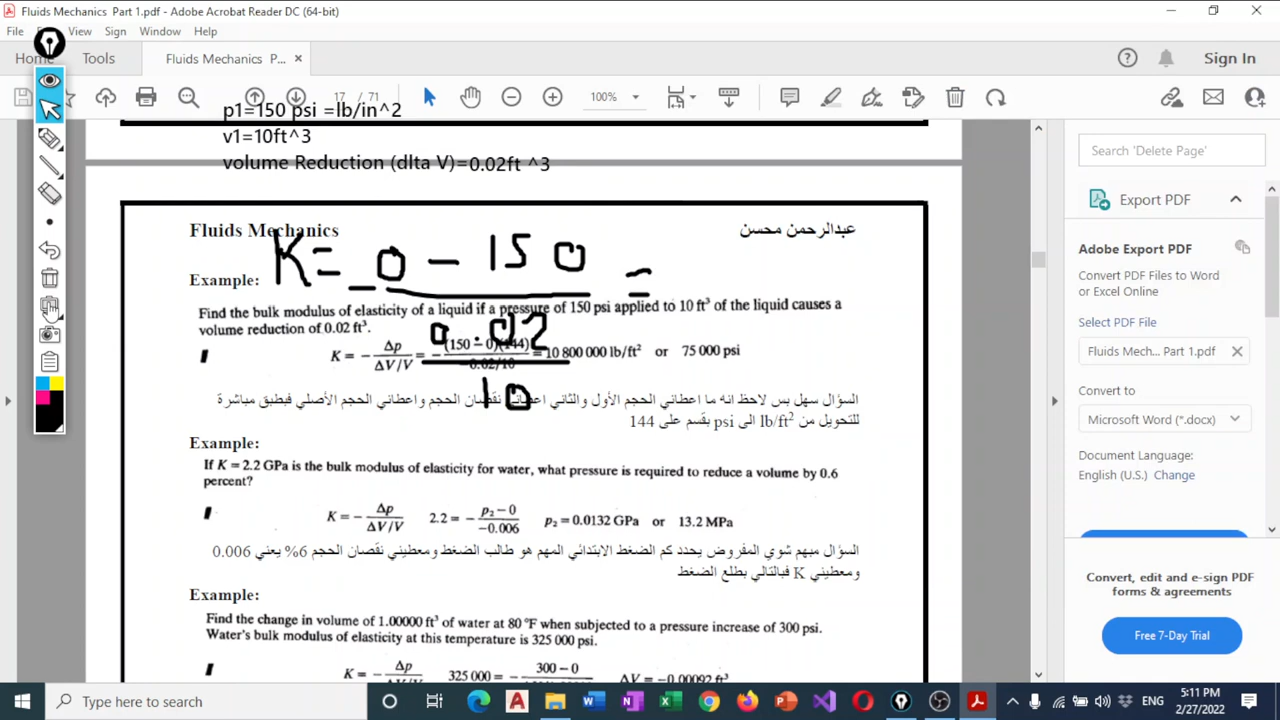 Fluids Mechanics Part 1.pdf - Adobe Acrobat Reader DC (64-bit)
File View Sign Window Help
Home Tools Fluids Mechanics P... ×
Sign In
17 / 71 100%
p1=150 psi =lb/in^2
v1=10ft^3
volume Reduction (dlta V)=0.02ft ^3
Fluids Mechanics عبدالرحمن محسن
K= _ 0 - 150 =
0.02
10
Example:
Find the bulk modulus of elasticity of a liquid if a pressure of 150 psi applied to 10 ft³ of the liquid causes a
volume reduction of 0.02 ft³.
K = − Δp / ΔV/V = − (150 − 0)(144) / −0.02/10 = 10 800 000 lb/ft² or 75 000 psi
السؤال سهل بس لاحظ انه ما اعطاني الحجم الأول والثاني اعطاني نقصان الحجم واعطاني الحجم الأصلي فبطبق مباشرة
للتحويل من lb/ft² الى psi بقسم على 144
Example:
If K = 2.2 GPa is the bulk modulus of elasticity for water, what pressure is required to reduce a volume by 0.6
percent?
K = − Δp / ΔV/V 2.2 = − p₂ − 0 / −0.006 p₂ = 0.0132 GPa or 13.2 MPa
السؤال مبهم شوي المفروض يحدد كم الضغط الابتدائي المهم هو طالب الضغط ومعطيني نقصان الحجم 6% يعني 0.006
ومعطيني K فبالتالي بطلع الضغط
Example:
Find the change in volume of 1.00000 ft³ of water at 80 °F when subjected to a pressure increase of 300 psi.
Water's bulk modulus of elasticity at this temperature is 325 000 psi.
K = − Δp / ΔV/V 325 000 = − 300 − 0 ΔV = −0.00092 ft³
Search 'Delete Page'
Export PDF
Adobe Export PDF
Convert PDF Files to Word
or Excel Online
Select PDF File
Fluids Mech... Part 1.pdf ×
Convert to
Microsoft Word (*.docx)
Document Language:
English (U.S.) Change
Convert, edit and e-sign PDF
forms & agreements
Free 7-Day Trial
Type here to search
ENG
5:11 PM
2/27/2022